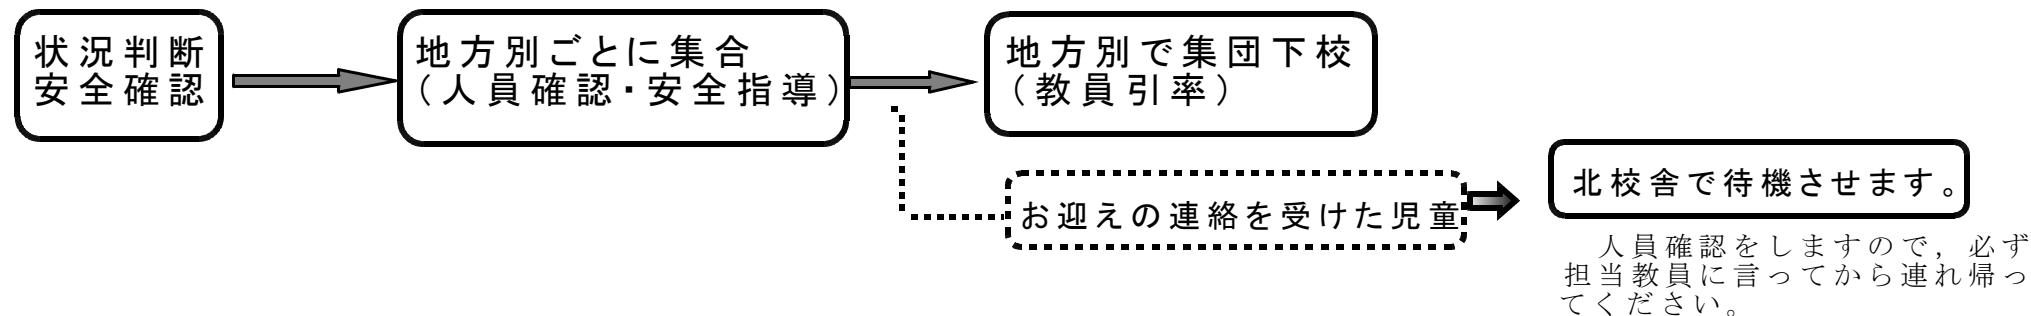 状況判断
安全確認
地方別ごとに集合
（人員確認・安全指導）
地方別で集団下校
（教員引率）
お迎えの連絡を受けた児童
北校舎で待機させます。
人員確認をしますので，必ず
担当教員に言ってから連れ帰っ
てください。